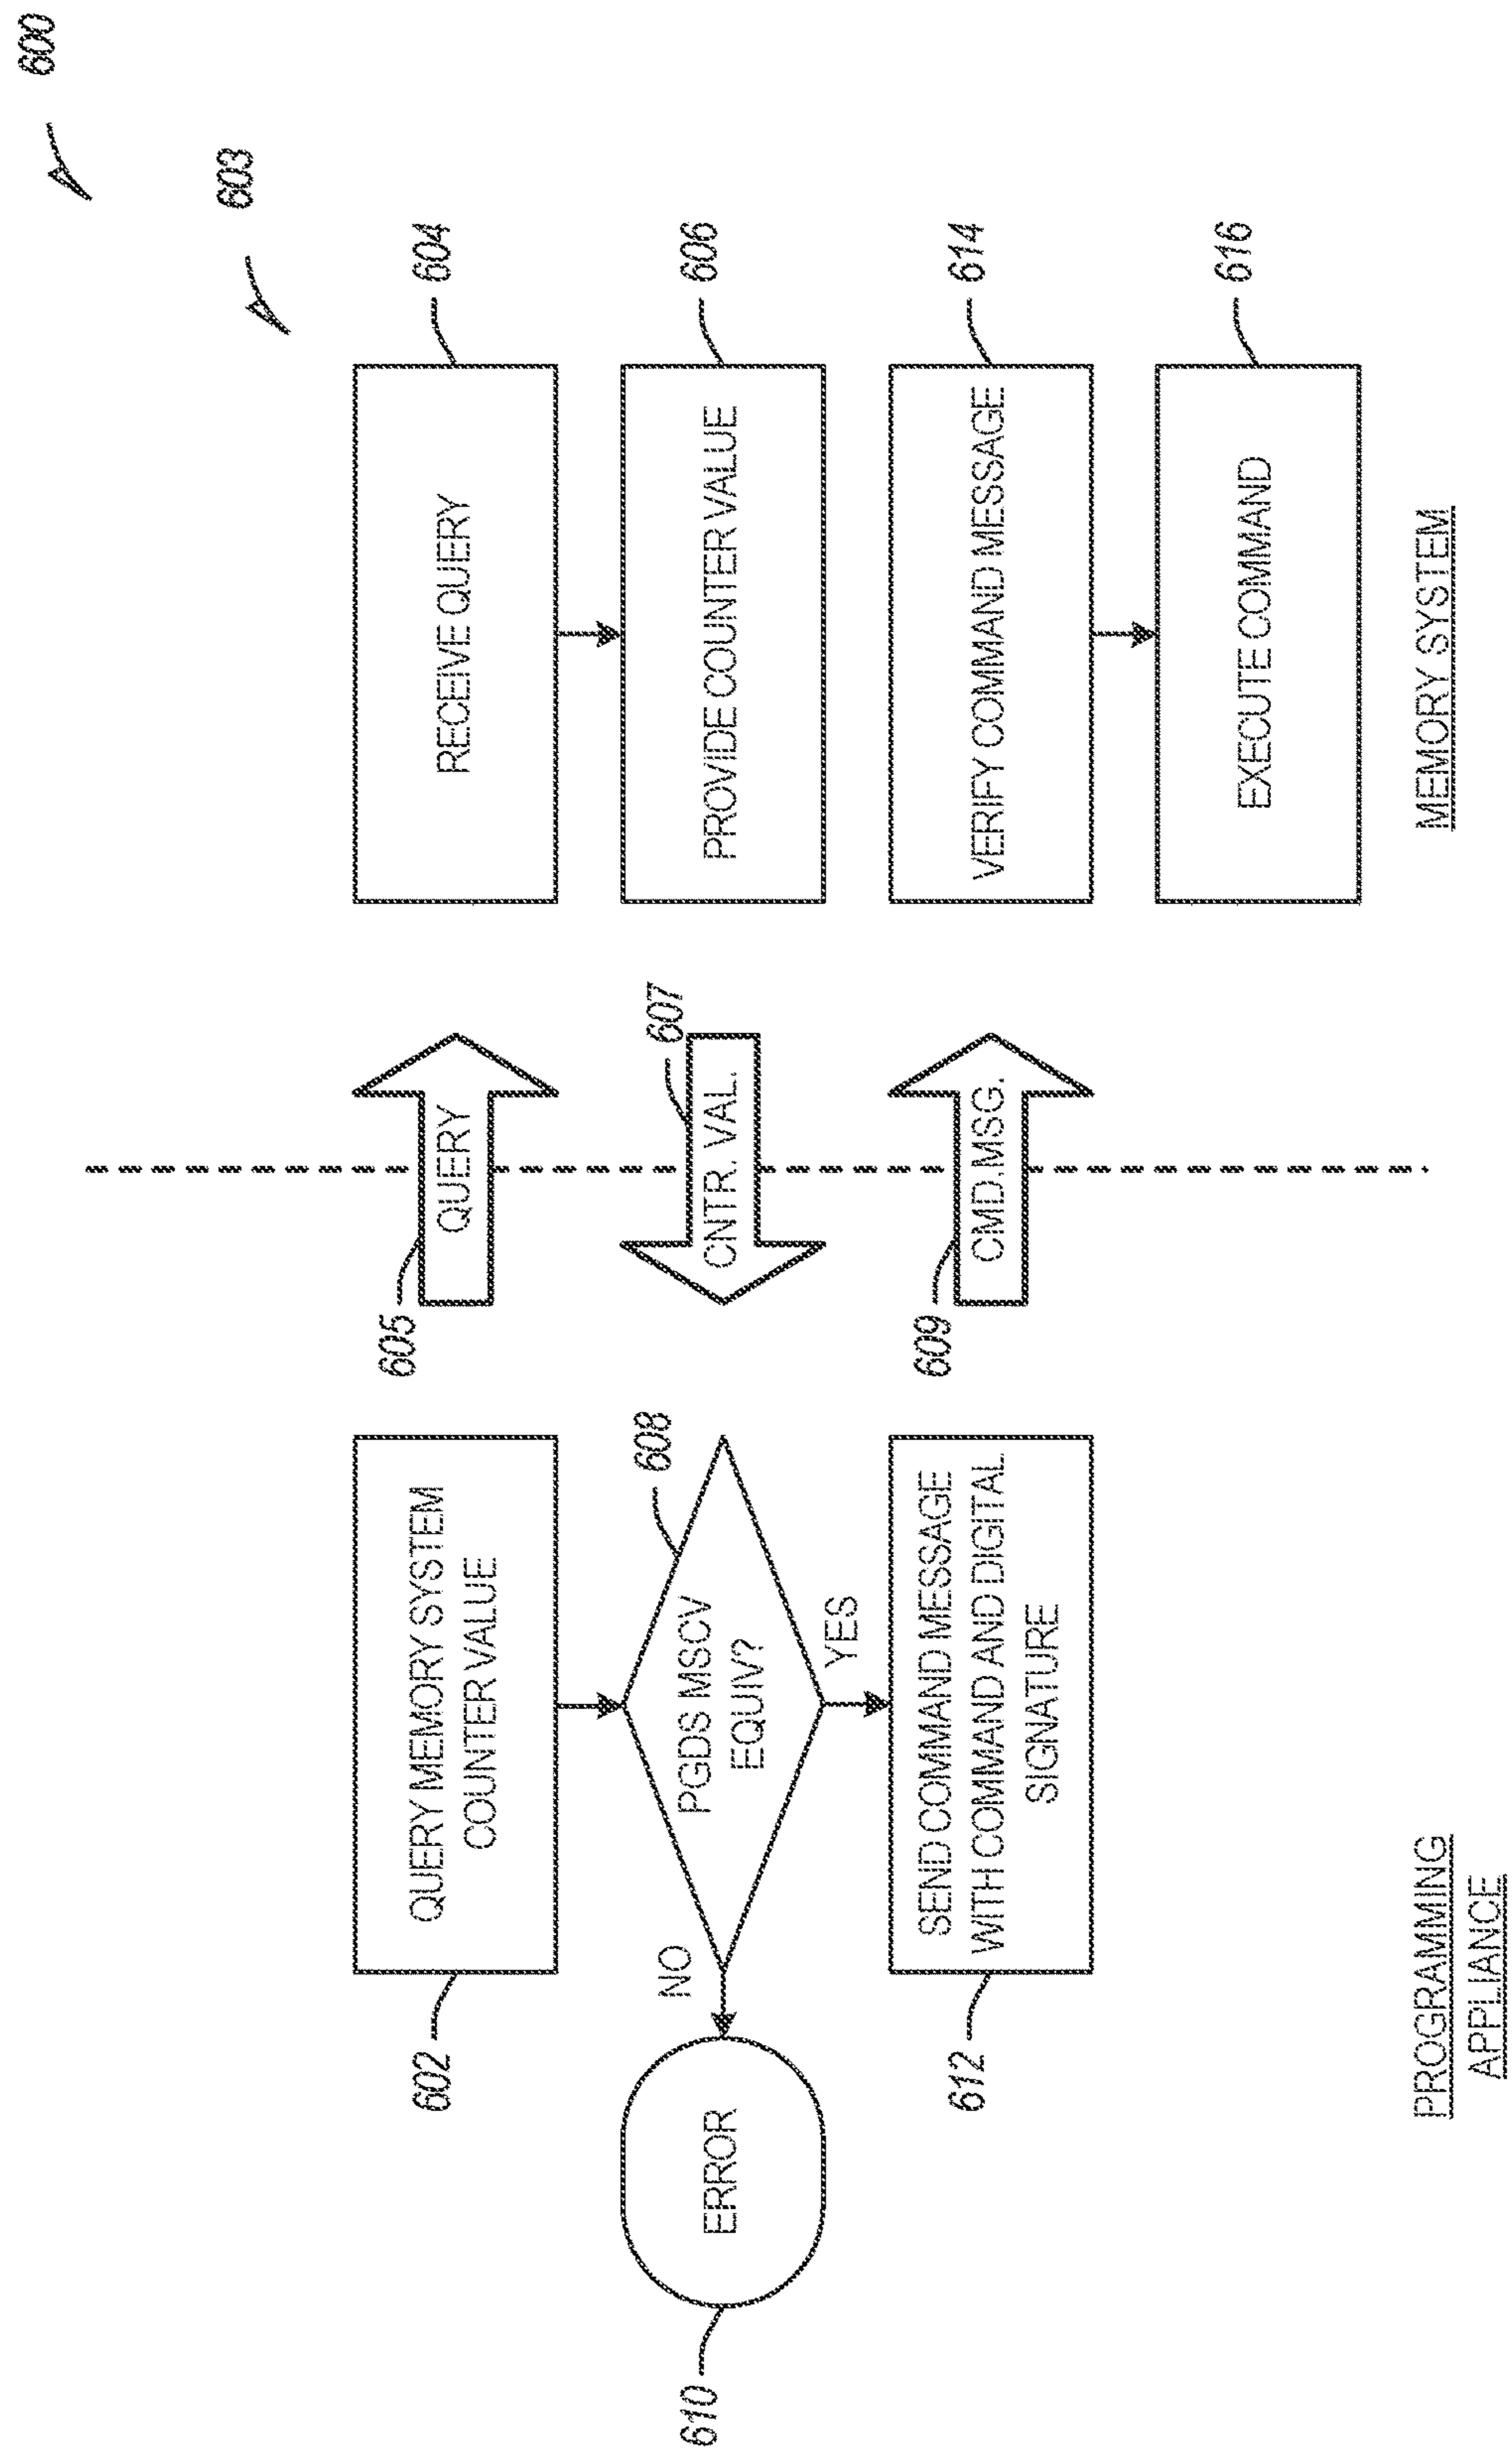 600
603
602
QUERY MEMORY SYSTEM
COUNTER VALUE
605
QUERY
RECEIVE QUERY
604
610
ERROR
NO
608
PGDS MSCV
EQUIV?
YES
607
CNTR. VAL.
PROVIDE COUNTER VALUE
606
612
SEND COMMAND MESSAGE
WITH COMMAND AND DIGITAL
SIGNATURE
609
CMD.MSG.
VERIFY COMMAND MESSAGE
614
EXECUTE COMMAND
616
PROGRAMMING
APPLIANCE
MEMORY SYSTEM